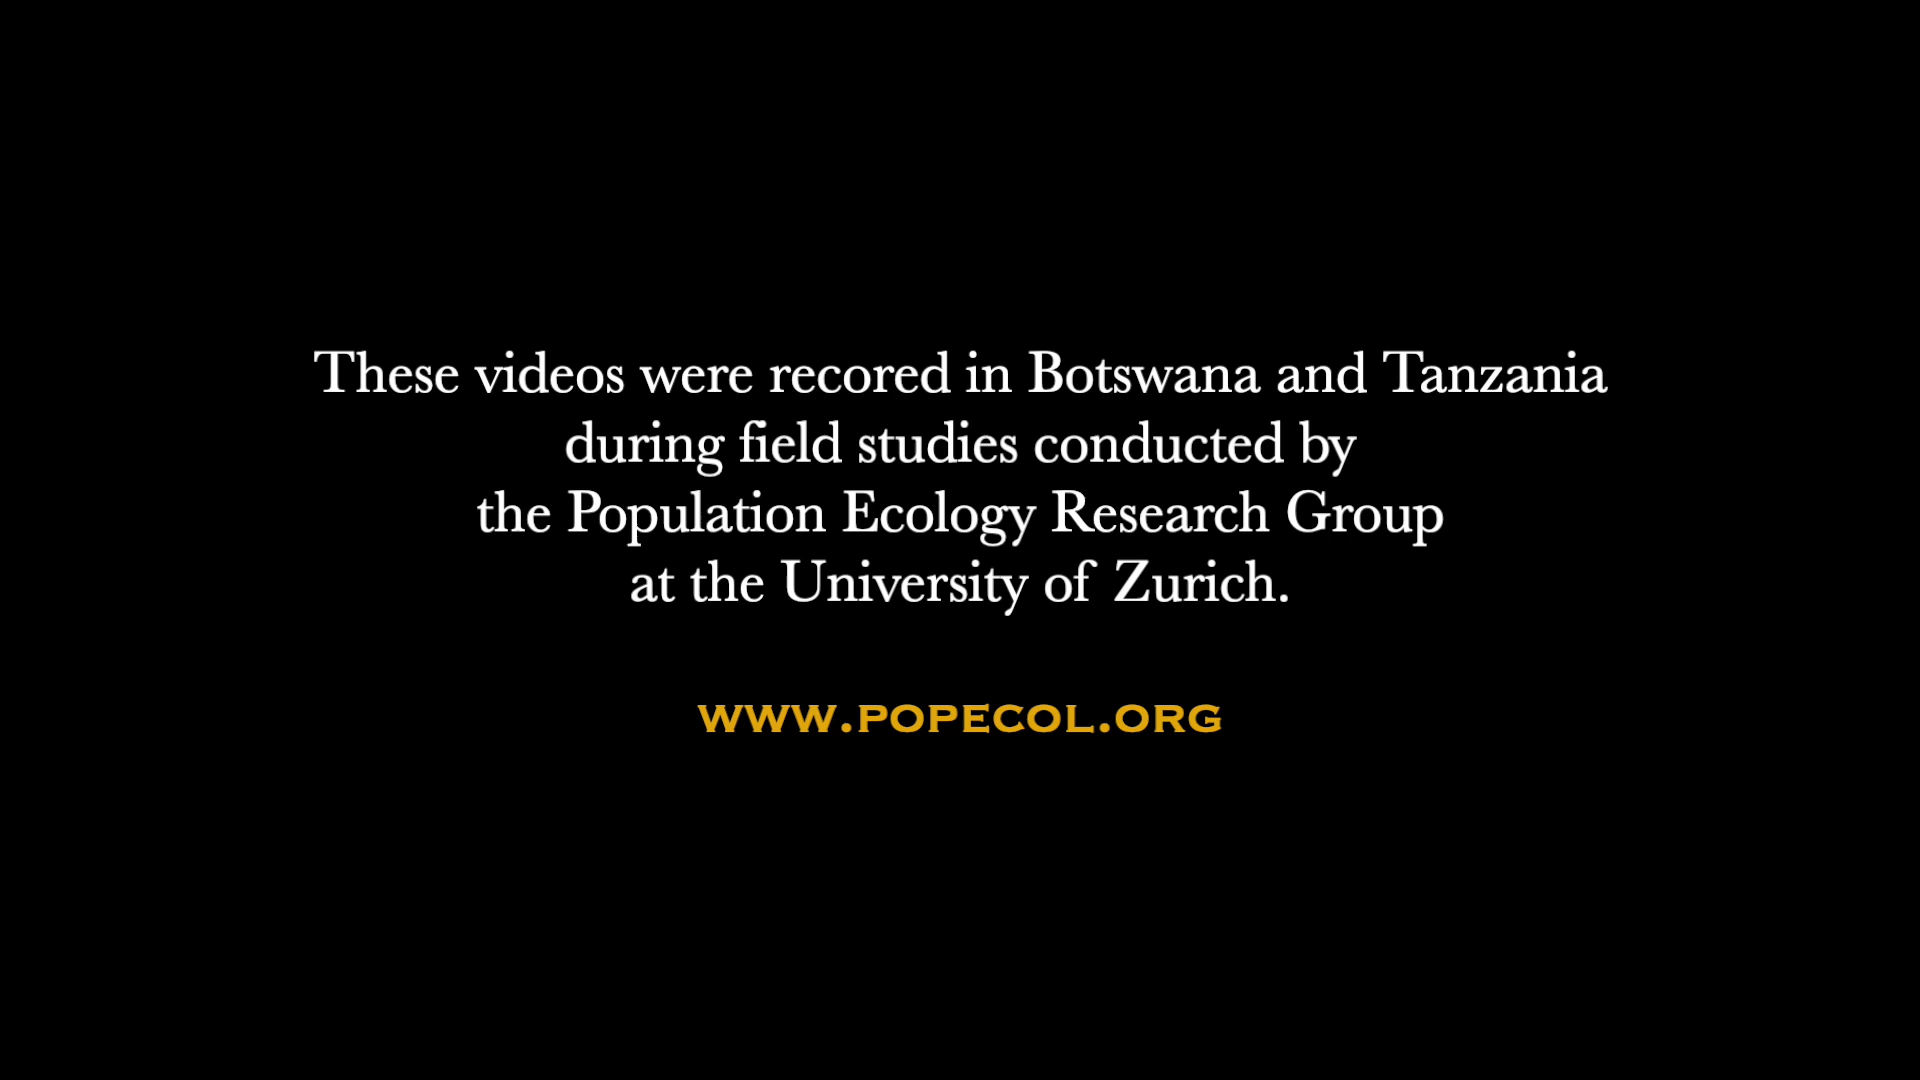 These videos were recored in Botswana and Tanzania
during field studies conducted by
the Population Ecology Research Group
at the University of Zurich.
WWW.POPECOL.ORG